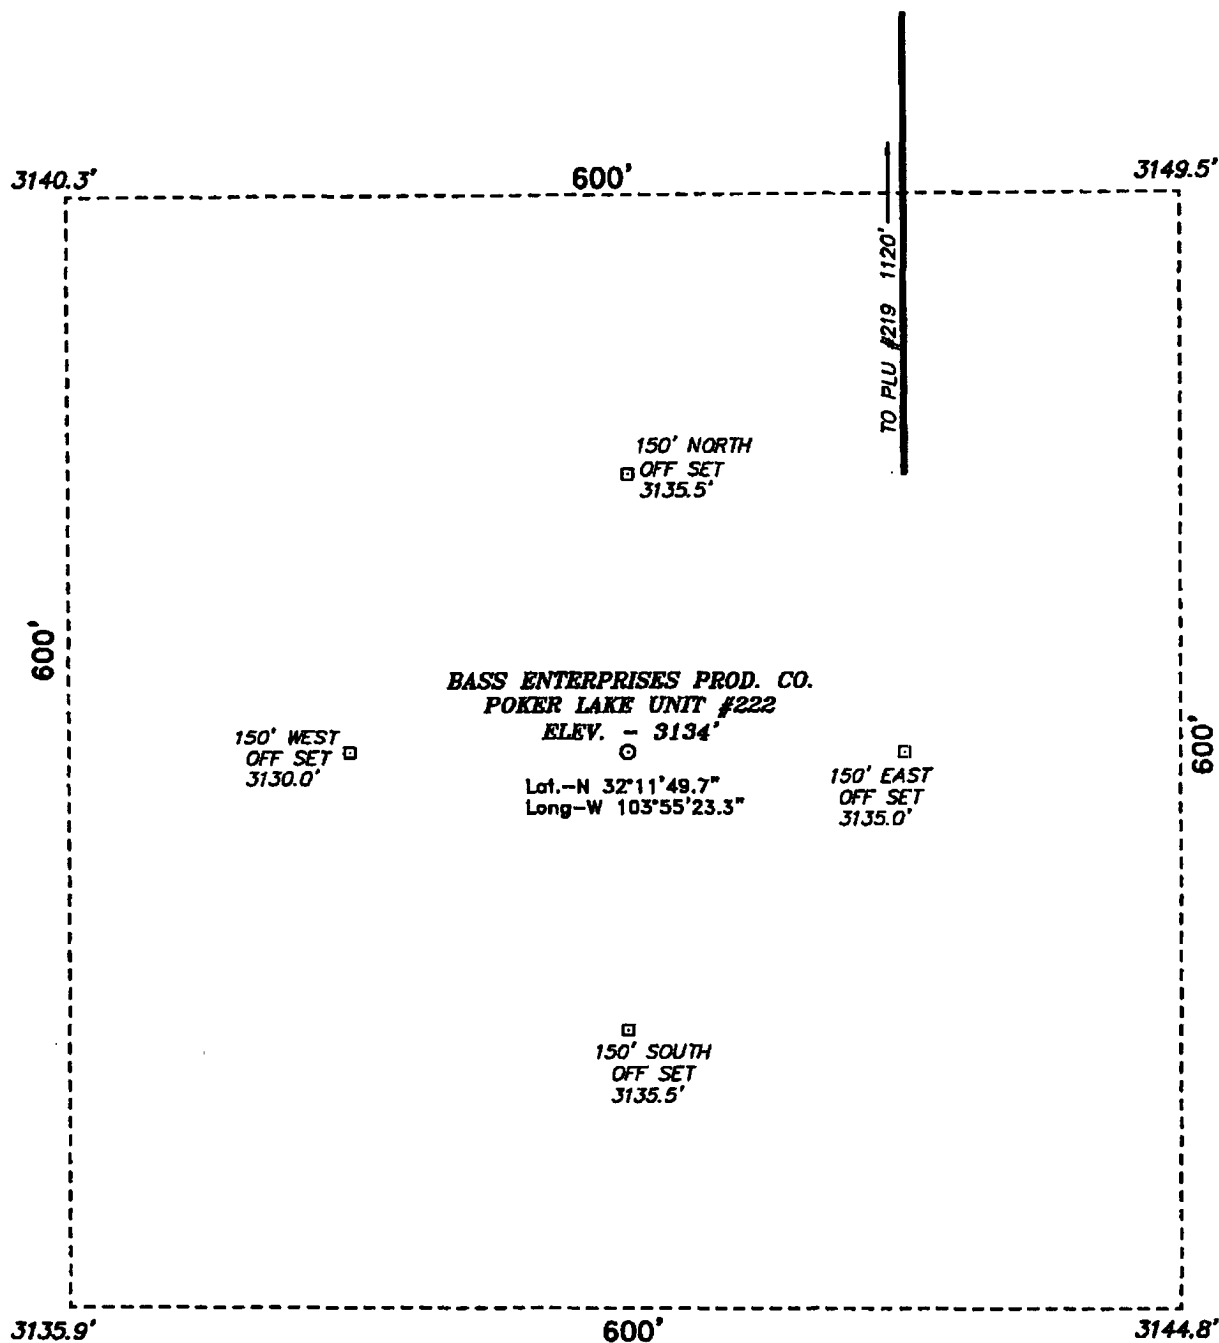 3140.3'
600'
3149.5'
TO PLU #219 1120'
150' NORTH
OFF SET
3135.5'
600'
BASS ENTERPRISES PROD. CO.
POKER LAKE UNIT #222
ELEV. - 3134'
Lat.-N 32°11'49.7"
Long-W 103°55'23.3"
150' WEST
OFF SET
3130.0'
150' EAST
OFF SET
3135.0'
600'
150' SOUTH
OFF SET
3135.5'
3135.9'
600'
3144.8'